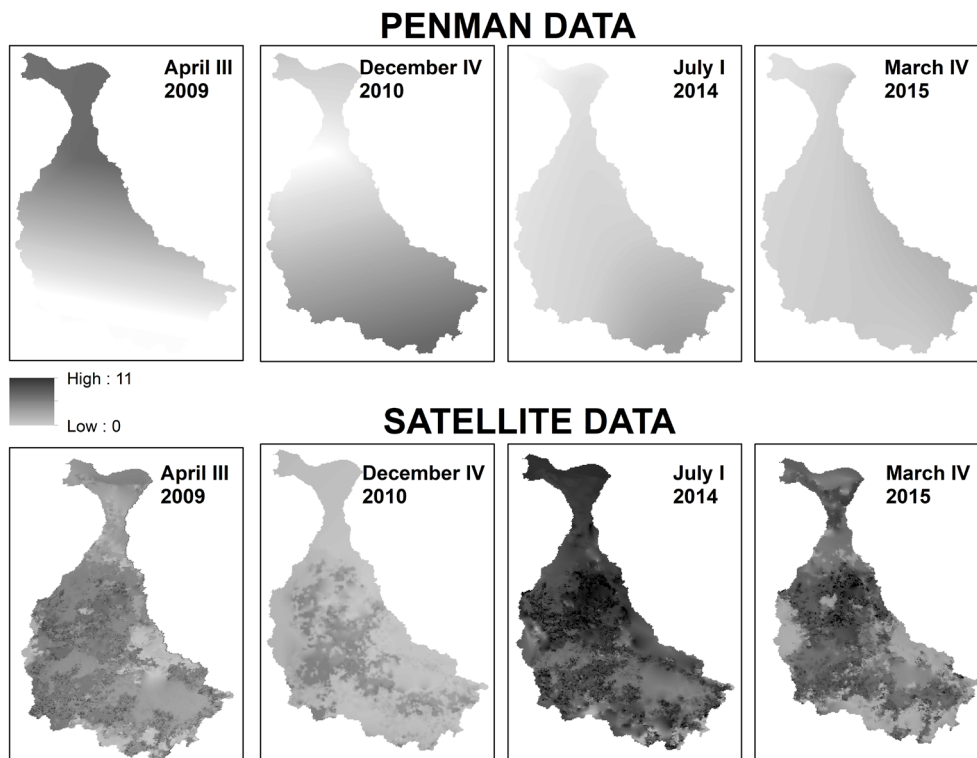 PENMAN DATA
April III
2009
December IV
2010
July I
2014
March IV
2015
High : 11
Low : 0
SATELLITE DATA
April III
2009
December IV
2010
July I
2014
March IV
2015